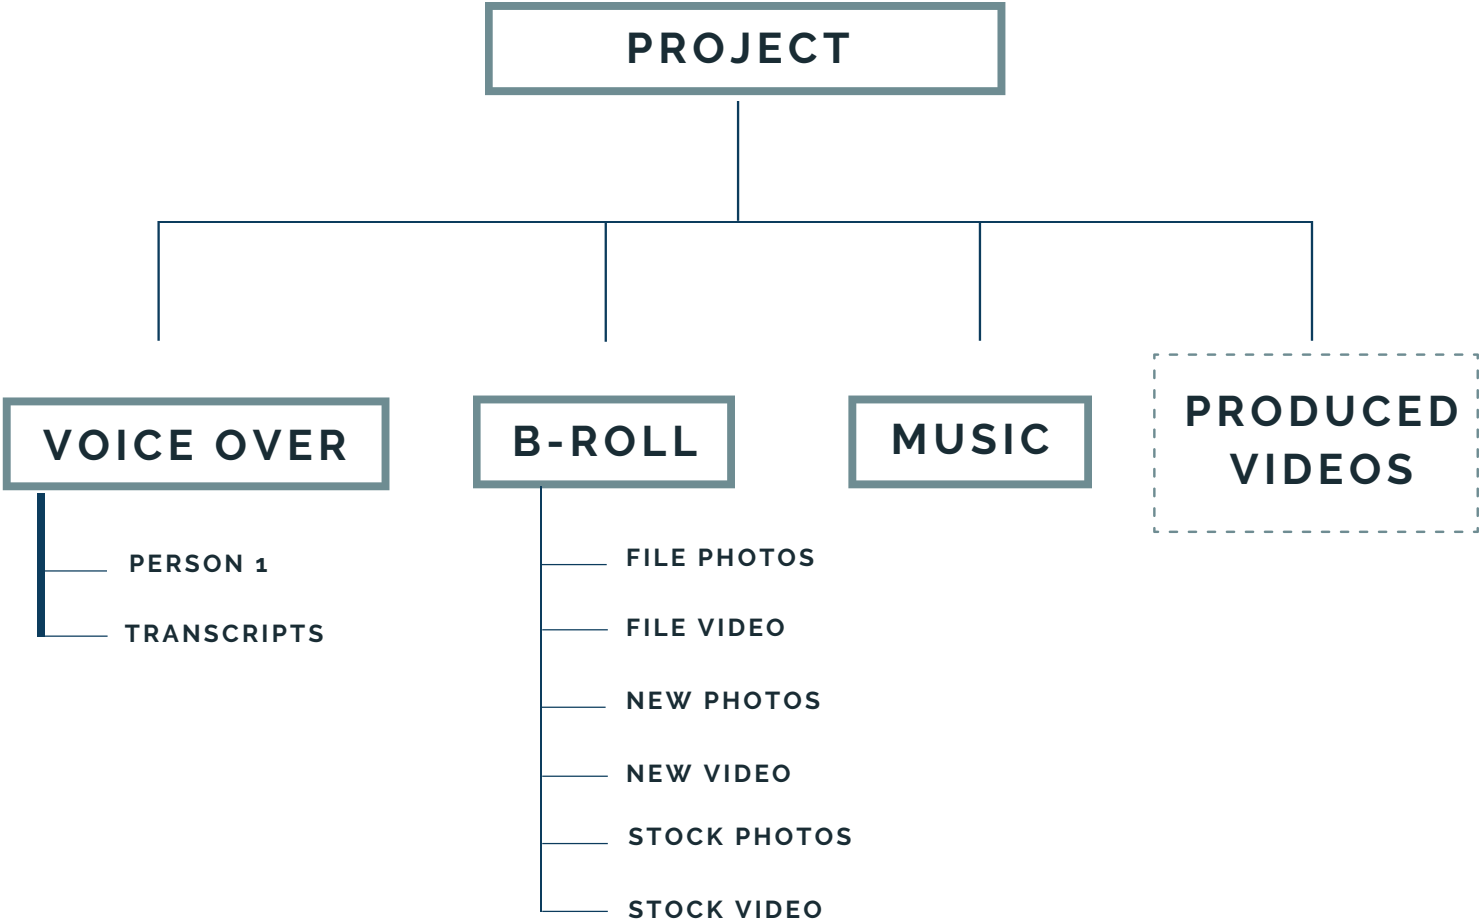 PROJECT
VOICE OVER
PERSON 1
TRANSCRIPTS
B-ROLL
FILE PHOTOS
FILE VIDEO
NEW PHOTOS
NEW VIDEO
STOCK PHOTOS
STOCK VIDEO
MUSIC
PRODUCED
VIDEOS